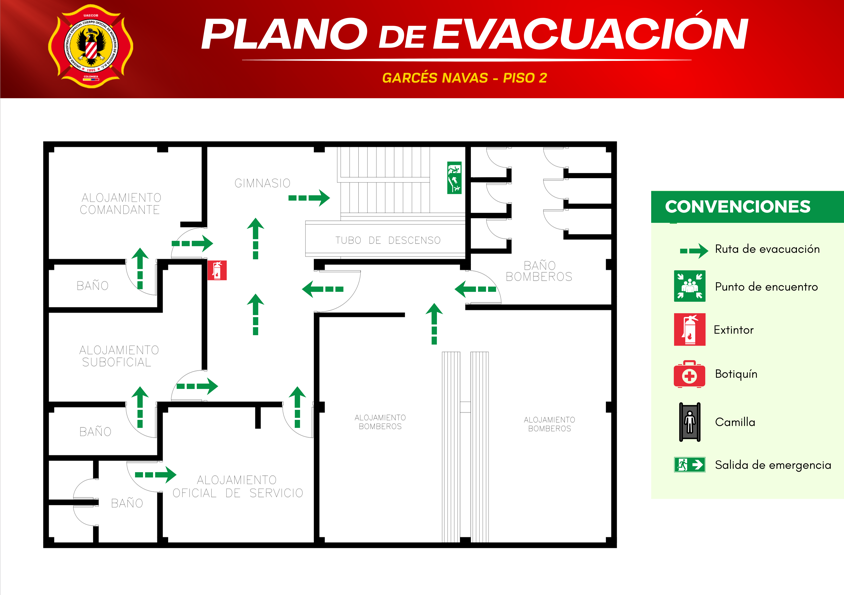 PLANO DE EVACUACIÓN
GARCÉS NAVAS - PISO 2
ALOJAMIENTO
COMANDANTE
GIMNASIO
TUBO DE DESCENSO
BAÑO
BOMBEROS
BAÑO
ALOJAMIENTO
SUBOFICIAL
BAÑO
ALOJAMIENTO
BOMBEROS
ALOJAMIENTO
BOMBEROS
ALOJAMIENTO
OFICIAL DE SERVICIO
BAÑO
CONVENCIONES
Ruta de evacuación
Punto de encuentro
Extintor
Botiquín
Camilla
Salida de emergencia